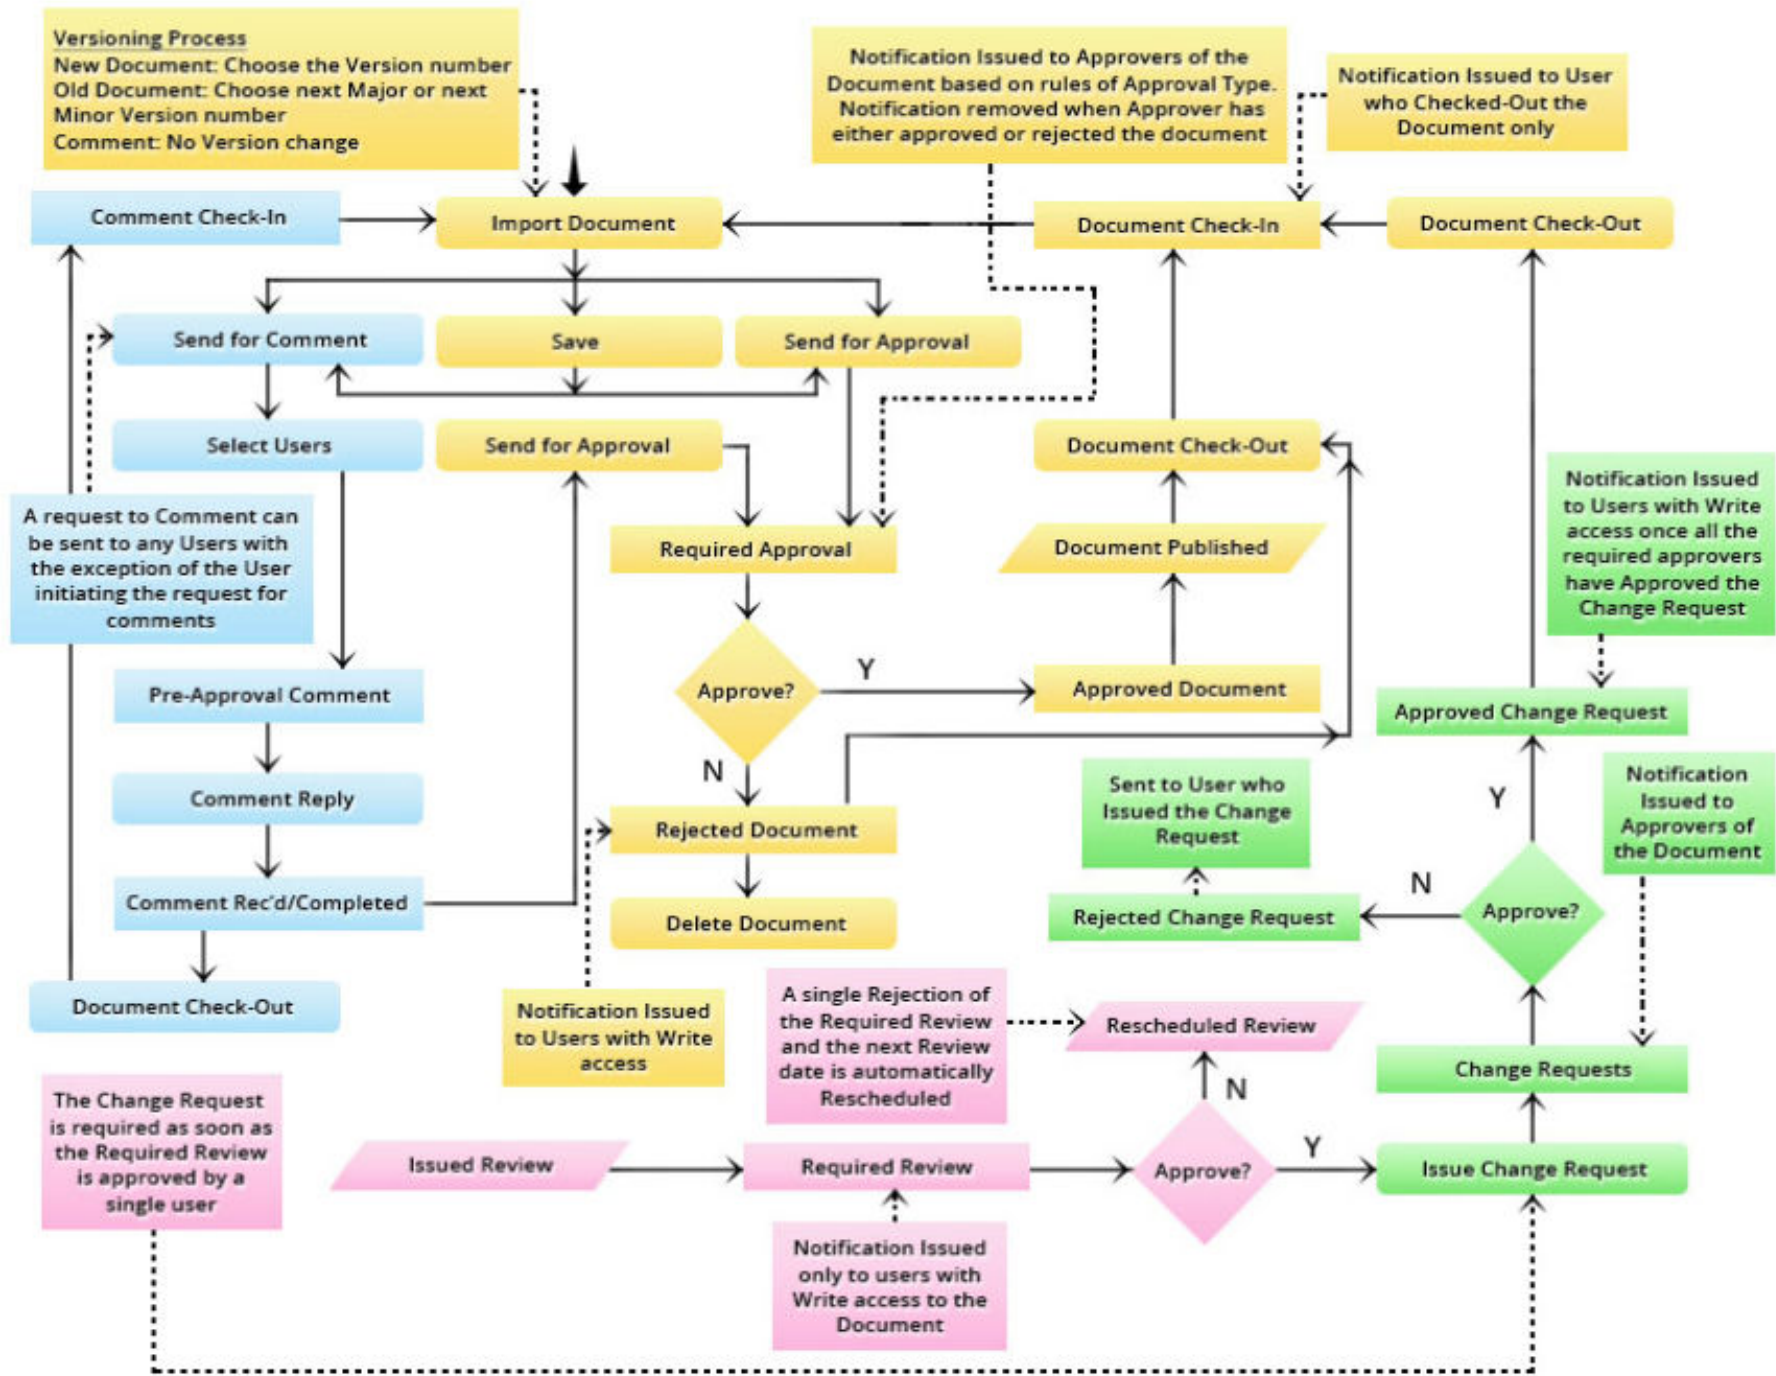 Versioning Process
New Document: Choose the Version number
Old Document: Choose next Major or next
Minor Version number
Comment: No Version change
Notification Issued to Approvers of the
Document based on rules of Approval Type.
Notification removed when Approver has
either approved or rejected the document
Notification Issued to User
who Checked-Out the
Document only
Comment Check-In
Import Document
Document Check-In
Document Check-Out
Send for Comment
Save
Send for Approval
Select Users
Send for Approval
Document Check-Out
A request to Comment can
be sent to any Users with
the exception of the User
initiating the request for
comments
Required Approval
Document Published
Notification Issued
to Users with Write
access once all the
required approvers
have Approved the
Change Request
Pre-Approval Comment
Approve?
Y
Approved Document
Approved Change Request
N
Comment Reply
Rejected Document
Sent to User who
Issued the Change
Request
Y
Notification
Issued to
Approvers of
the Document
Comment Rec'd/Completed
Delete Document
Rejected Change Request
N
Approve?
Document Check-Out
Notification Issued
to Users with Write
access
A single Rejection of
the Required Review
and the next Review
date is automatically
Rescheduled
Rescheduled Review
Change Requests
The Change Request
is required as soon as
the Required Review
is approved by a
single user
N
Issued Review
Required Review
Approve?
Y
Issue Change Request
Notification Issued
only to users with
Write access to the
Document